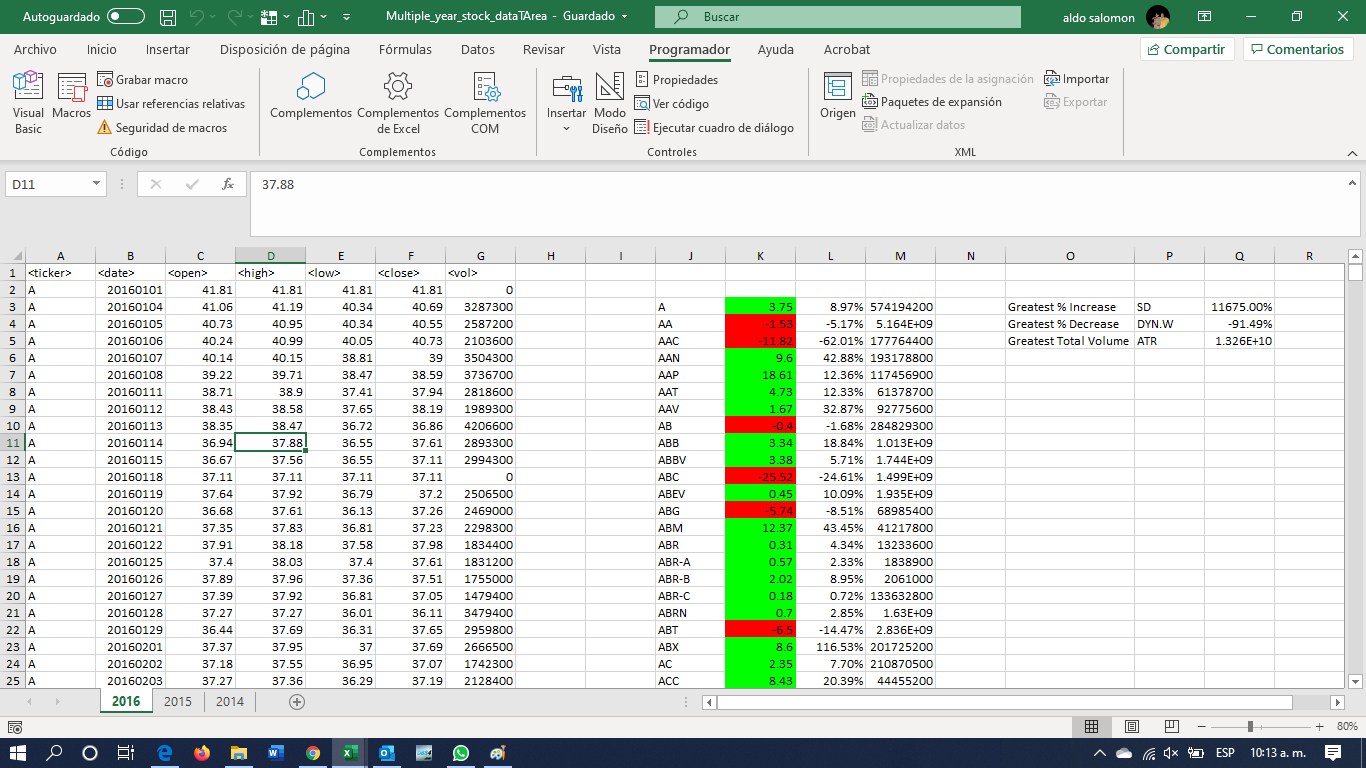 Autoguardado Multiple_year_stock_dataTArea - Guardado Buscar aldo salomon
Archivo Inicio Insertar Disposición de página Fórmulas Datos Revisar Vista Programador Ayuda Acrobat Compartir Comentarios
Visual Basic Macros Grabar macro Usar referencias relativas Seguridad de macros Código
Complementos Complementos de Excel Complementos COM Complementos
Insertar Modo Diseño Propiedades Ver código Ejecutar cuadro de diálogo Controles
Origen Propiedades de la asignación Paquetes de expansión Actualizar datos Importar Exportar XML
D11 fx 37.88
A B C D E F G H I J K L M N O P Q R
1 <ticker> <date> <open> <high> <low> <close> <vol>
2 A 20160101 41.81 41.81 41.81 41.81 0
3 A 20160104 41.06 41.19 40.34 40.69 3287300 A 3.75 8.97% 574194200 Greatest % Increase SD 11675.00%
4 A 20160105 40.73 40.95 40.34 40.55 2587200 AA -1.53 -5.17% 5.164E+09 Greatest % Decrease DYN.W -91.49%
5 A 20160106 40.24 40.99 40.05 40.73 2103600 AAC -11.82 -62.01% 177764400 Greatest Total Volume ATR 1.326E+10
6 A 20160107 40.14 40.15 38.81 39 3504300 AAN 9.6 42.88% 193178800
7 A 20160108 39.22 39.71 38.47 38.59 3736700 AAP 18.61 12.36% 117456900
8 A 20160111 38.71 38.9 37.41 37.94 2818600 AAT 4.73 12.33% 61378700
9 A 20160112 38.43 38.58 37.65 38.19 1989300 AAV 1.67 32.87% 92775600
10 A 20160113 38.35 38.47 36.72 36.86 4206600 AB -0.4 -1.68% 284829300
11 A 20160114 36.94 37.88 36.55 37.61 2893300 ABB 3.34 18.84% 1.013E+09
12 A 20160115 36.67 37.56 36.55 37.11 2994300 ABBV 3.38 5.71% 1.744E+09
13 A 20160118 37.11 37.11 37.11 37.11 0 ABC -25.52 -24.61% 1.499E+09
14 A 20160119 37.64 37.92 36.79 37.2 2506500 ABEV 0.45 10.09% 1.935E+09
15 A 20160120 36.68 37.61 36.13 37.26 2469000 ABG -5.74 -8.51% 68985400
16 A 20160121 37.35 37.83 36.81 37.23 2298300 ABM 12.37 43.45% 41217800
17 A 20160122 37.91 38.18 37.58 37.98 1834400 ABR 0.31 4.34% 13233600
18 A 20160125 37.4 38.03 37.4 37.61 1831200 ABR-A 0.57 2.33% 1838900
19 A 20160126 37.89 37.96 37.36 37.51 1755000 ABR-B 2.02 8.95% 2061000
20 A 20160127 37.39 37.92 36.81 37.05 1479400 ABR-C 0.18 0.72% 133632800
21 A 20160128 37.27 37.27 36.01 36.11 3479400 ABRN 0.7 2.85% 1.63E+09
22 A 20160129 36.44 37.69 36.31 37.65 2959800 ABT -6.5 -14.47% 2.836E+09
23 A 20160201 37.37 37.95 37 37.69 2666500 ABX 8.6 116.53% 201725200
24 A 20160202 37.18 37.55 36.95 37.07 1742300 AC 2.35 7.70% 210870500
25 A 20160203 37.27 37.36 36.29 37.19 2128400 ACC 8.43 20.39% 44455200
2016 2015 2014
80%
ESP 10:13 a. m.